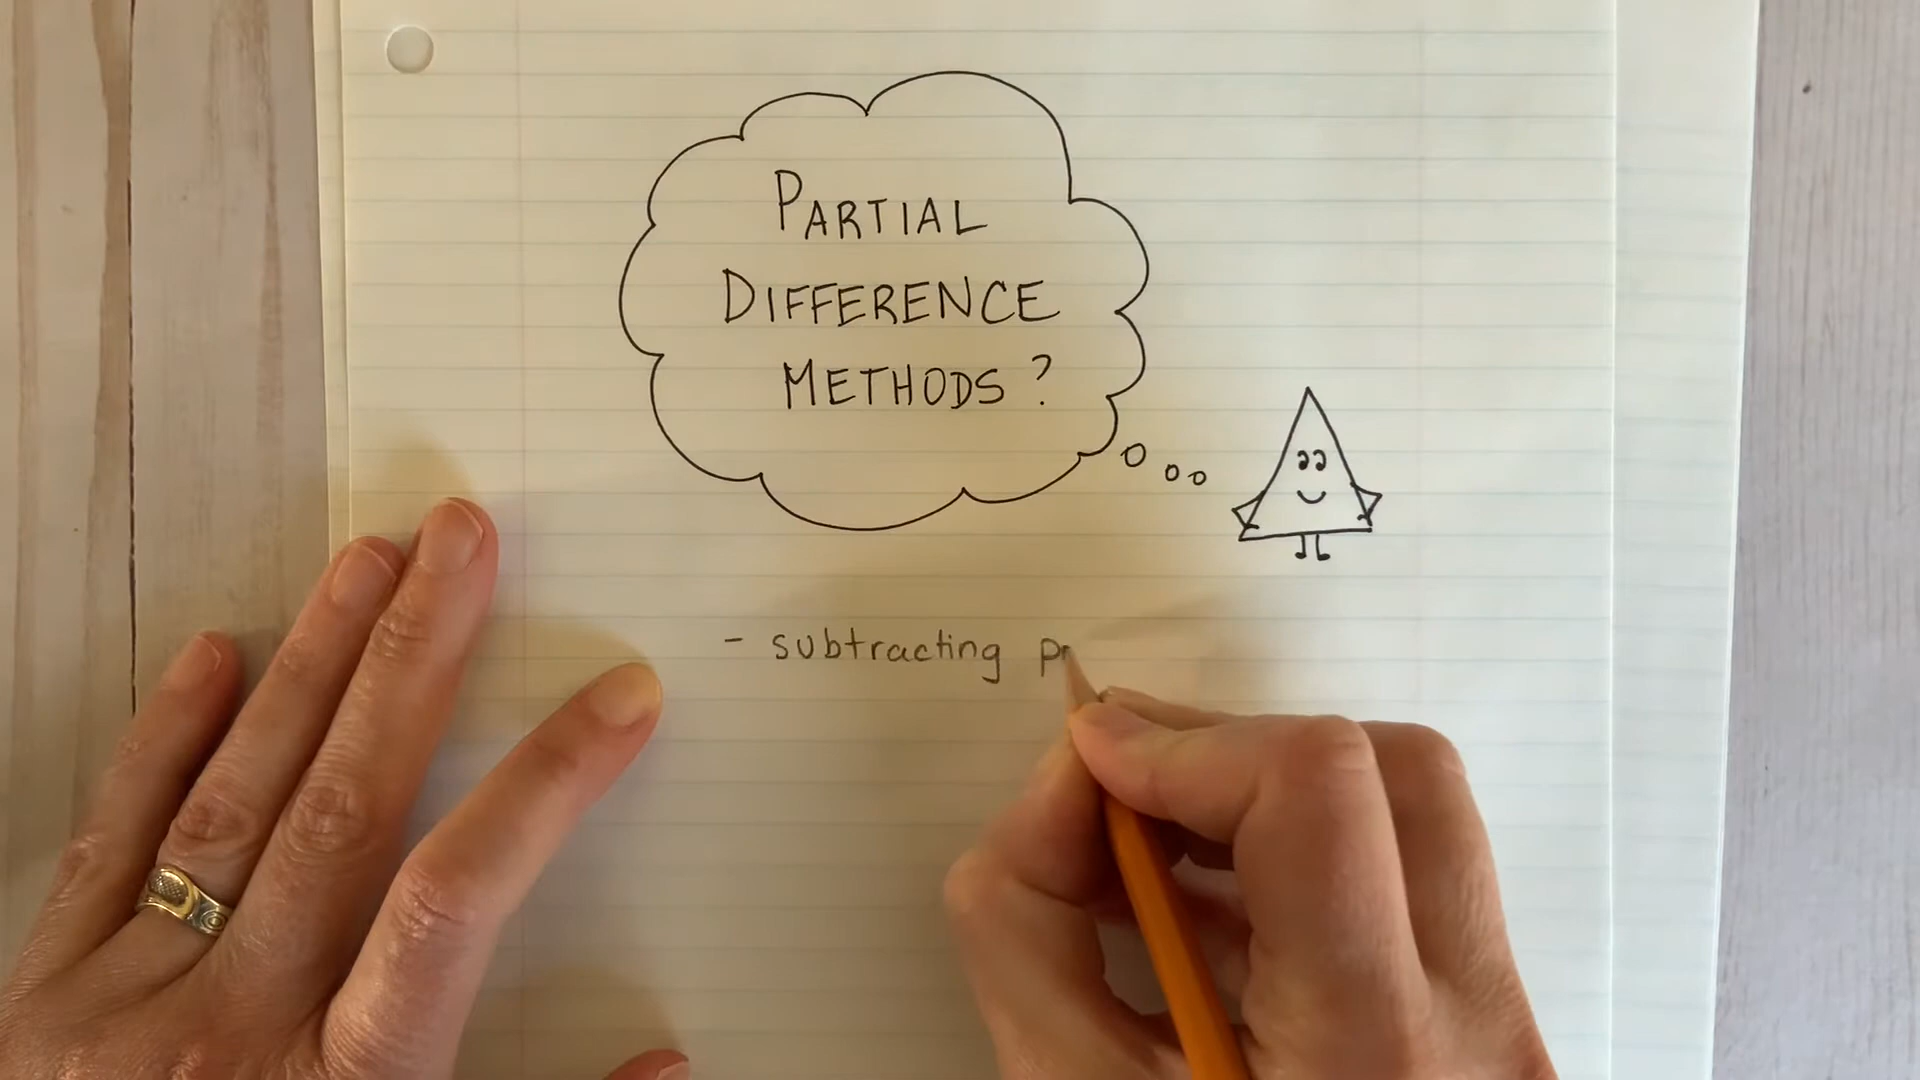 PARTIAL
DIFFERENCE
METHODS ?
- subtracting p